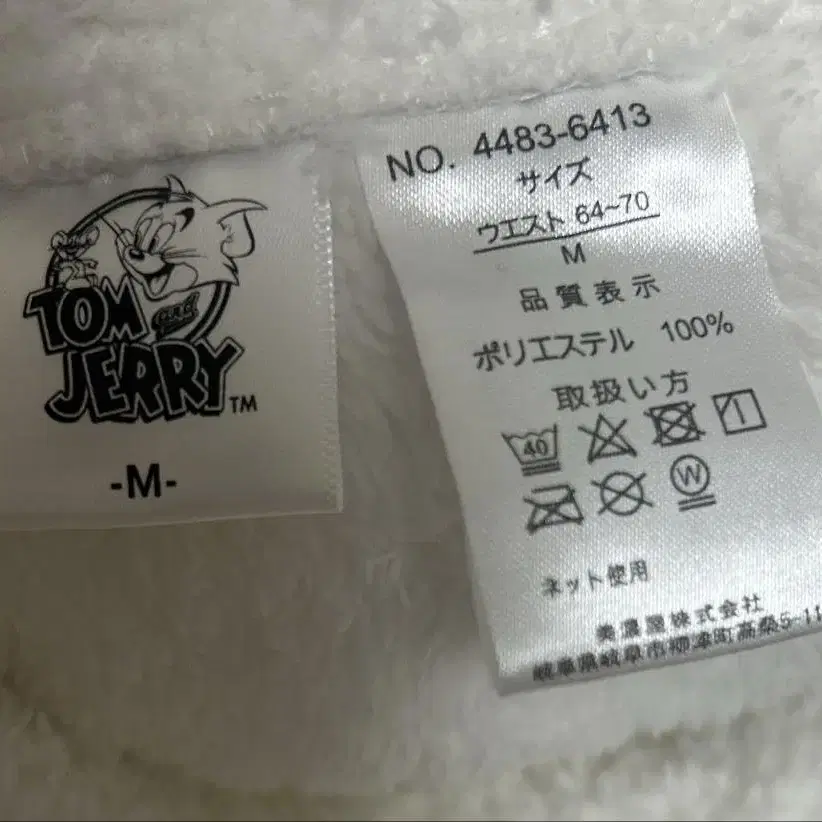 TOM
and
JERRY™
-M-
NO. 4483-6413
サイズ
ウエスト 64~70
M
品質表示
ポリエステル 100%
取扱い方
40
W
ネット使用
美濃屋株式会社
岐阜県岐阜市柳津町高桑5-11